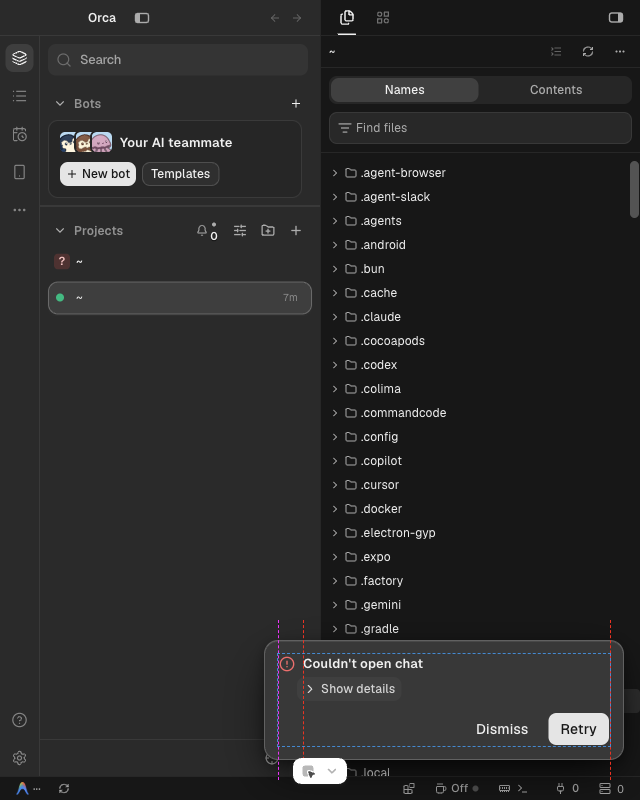 Orca
Search
Bots
Your AI teammate
New bot
Templates
Projects
0
? ~
~
7m
~
Names
Contents
Find files
.agent-browser
.agent-slack
.agents
.android
.bun
.cache
.claude
.cocoapods
.codex
.colima
.commandcode
.config
.copilot
.cursor
.docker
.electron-gyp
.expo
.factory
.gemini
.gradle
Couldn't open chat
Show details
Dismiss
Retry
.local
Off
0
0